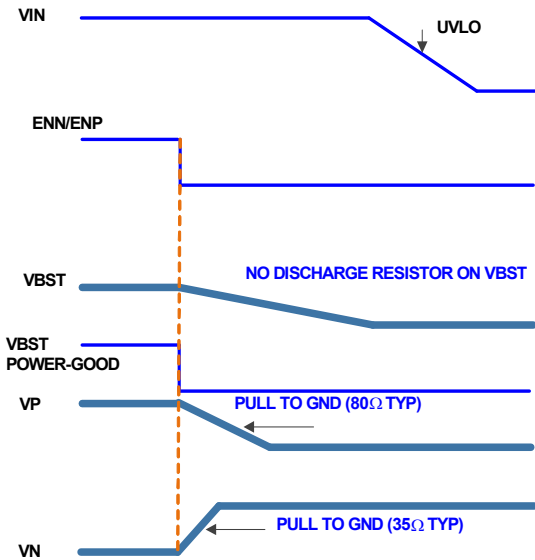 VIN
UVLO
ENN/ENP
VBST
NO DISCHARGE RESISTOR ON VBST
VBST
POWER-GOOD
VP
PULL TO GND (80Ω TYP)
PULL TO GND (35Ω TYP)
VN